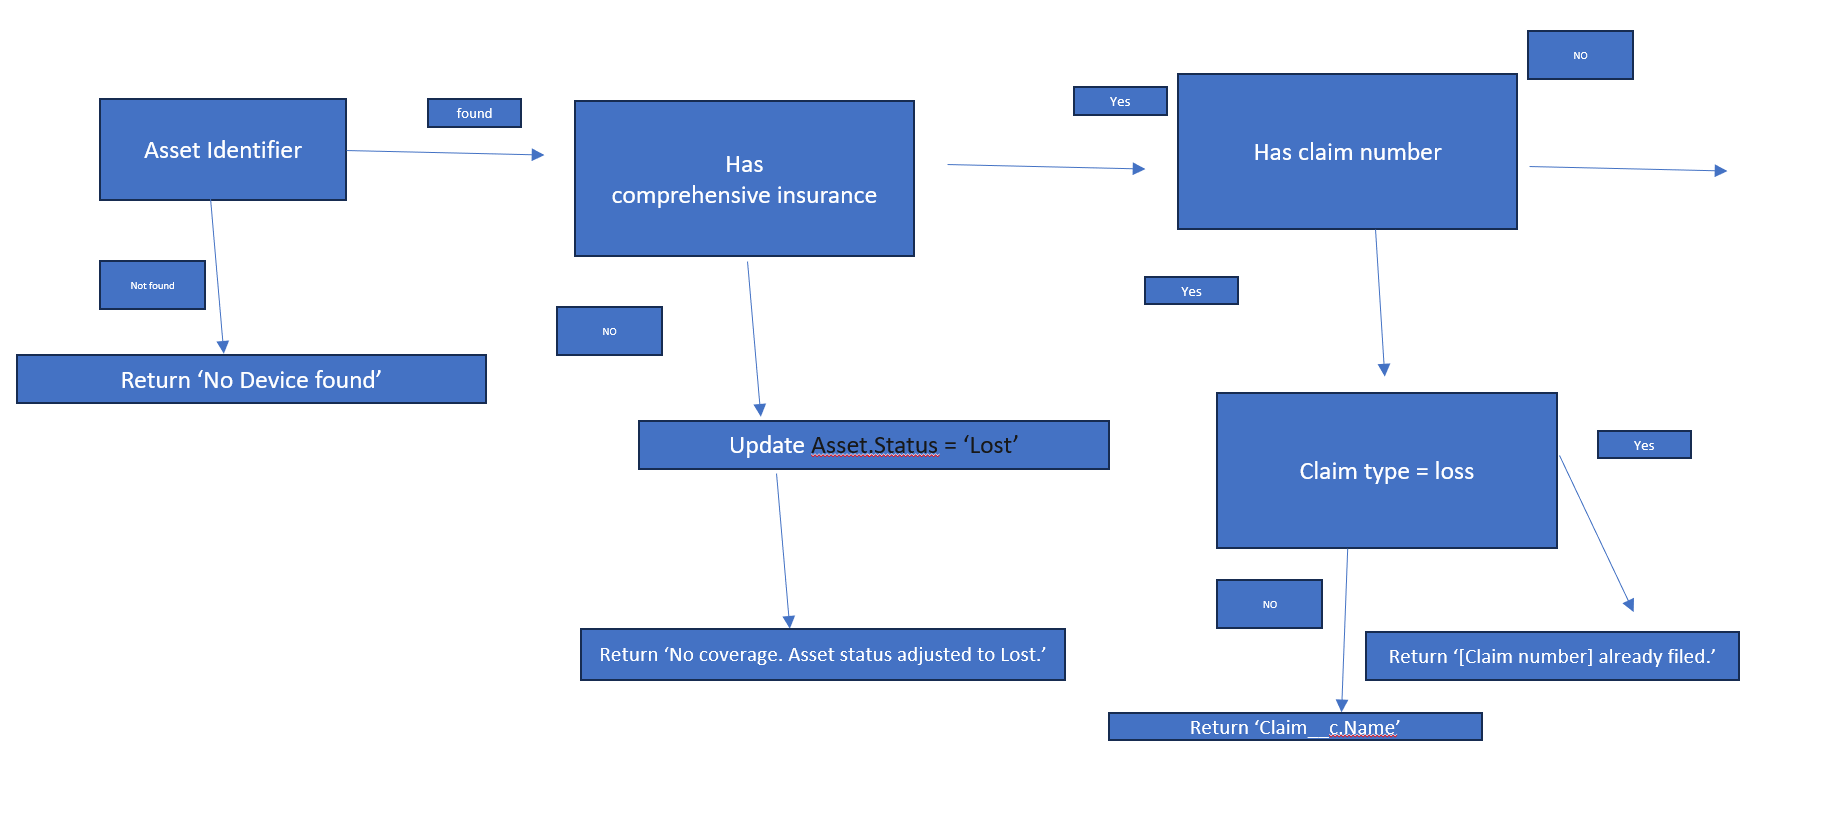 Asset Identifier
found
Not found
Return ‘No Device found’
Has
comprehensive insurance
NO
Update Asset.Status = ‘Lost’
Return ‘No coverage. Asset status adjusted to Lost.’
Yes
Has claim number
NO
Yes
Claim type = loss
Yes
NO
Return ‘[Claim number] already filed.’
Return ‘Claim__c.Name’